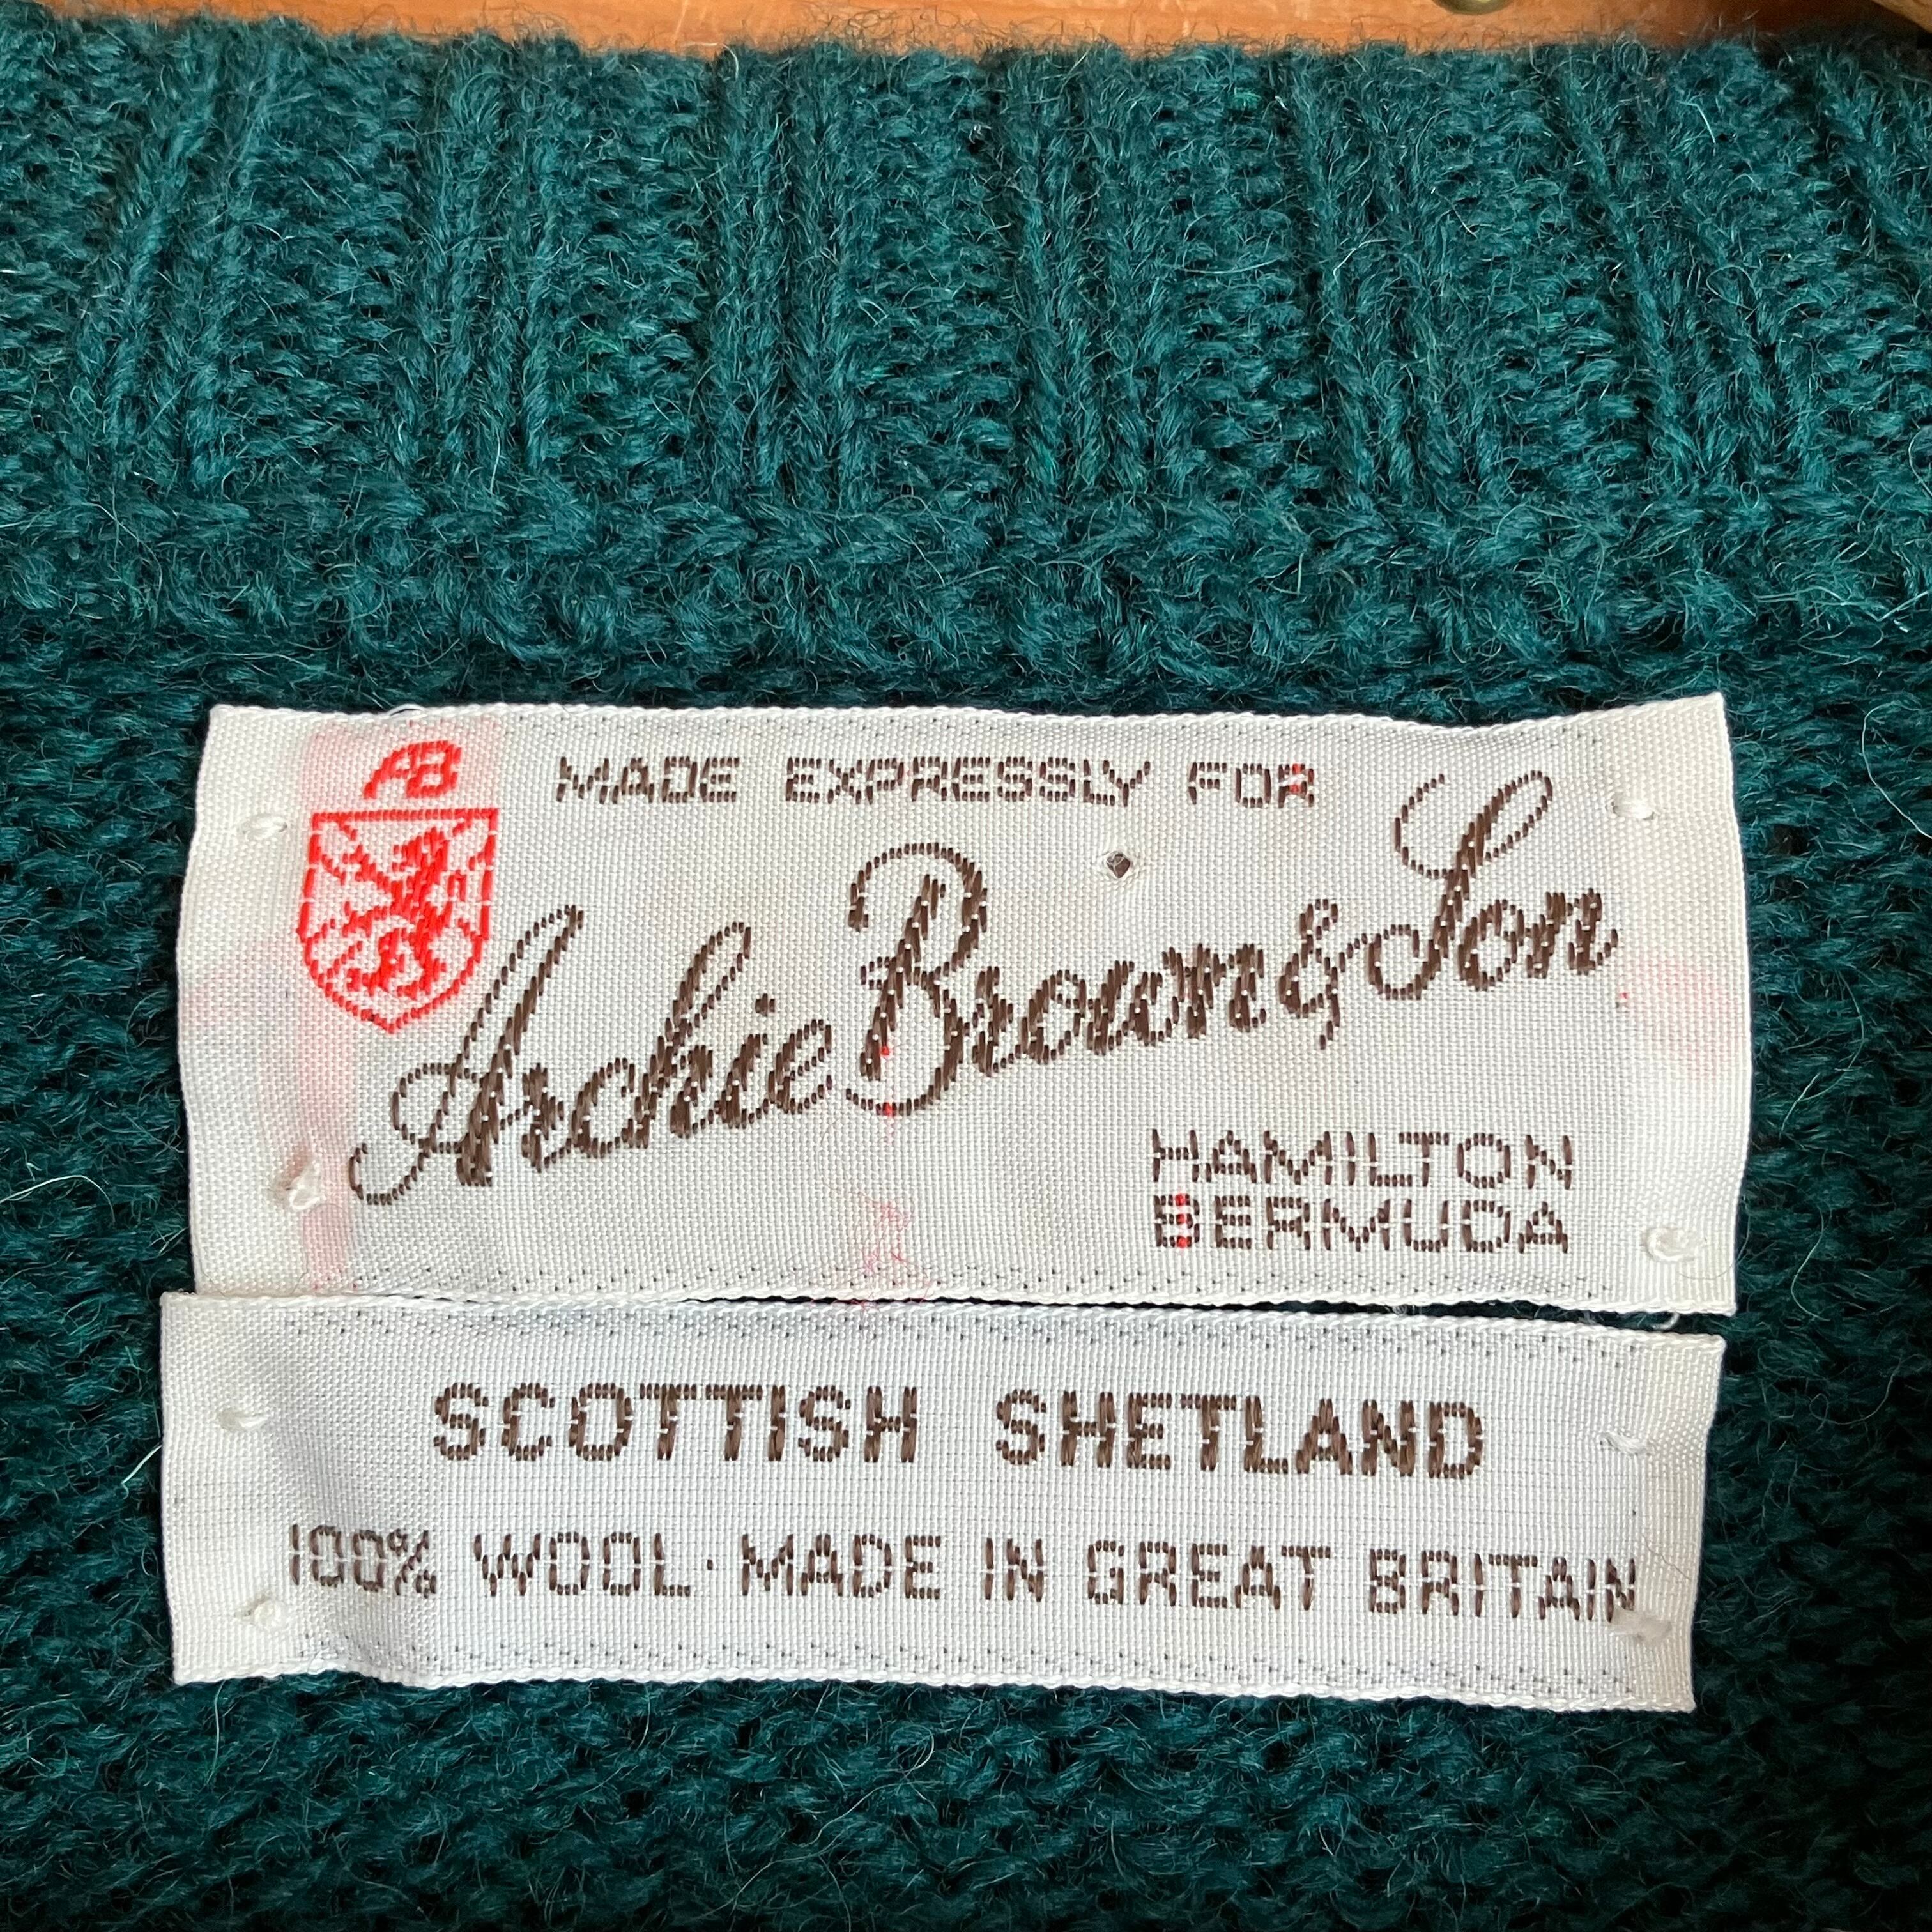 AB
MADE EXPRESSLY FOR
Archie Brown & Son
HAMILTON
BERMUDA
SCOTTISH SHETLAND
100% WOOL · MADE IN GREAT BRITAIN